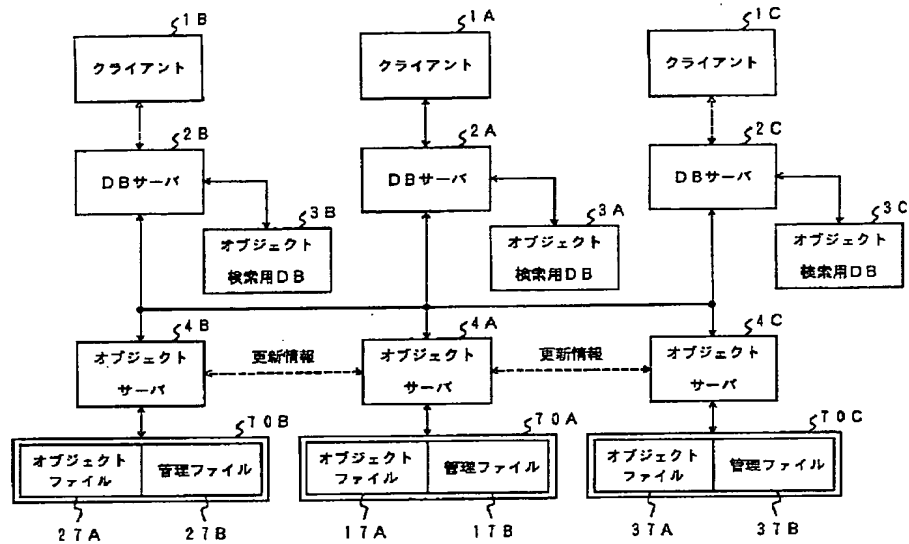 1B
1A
1C
クライアント
クライアント
クライアント
2B
2A
2C
DBサーバ
DBサーバ
DBサーバ
3B
3A
3C
オブジェクト
検索用DB
オブジェクト
検索用DB
オブジェクト
検索用DB
4B
4A
4C
オブジェクト
サーバ
更新情報
オブジェクト
サーバ
更新情報
オブジェクト
サーバ
70B
70A
70C
オブジェクト
ファイル
管理ファイル
オブジェクト
ファイル
管理ファイル
オブジェクト
ファイル
管理ファイル
27A
27B
17A
17B
37A
37B